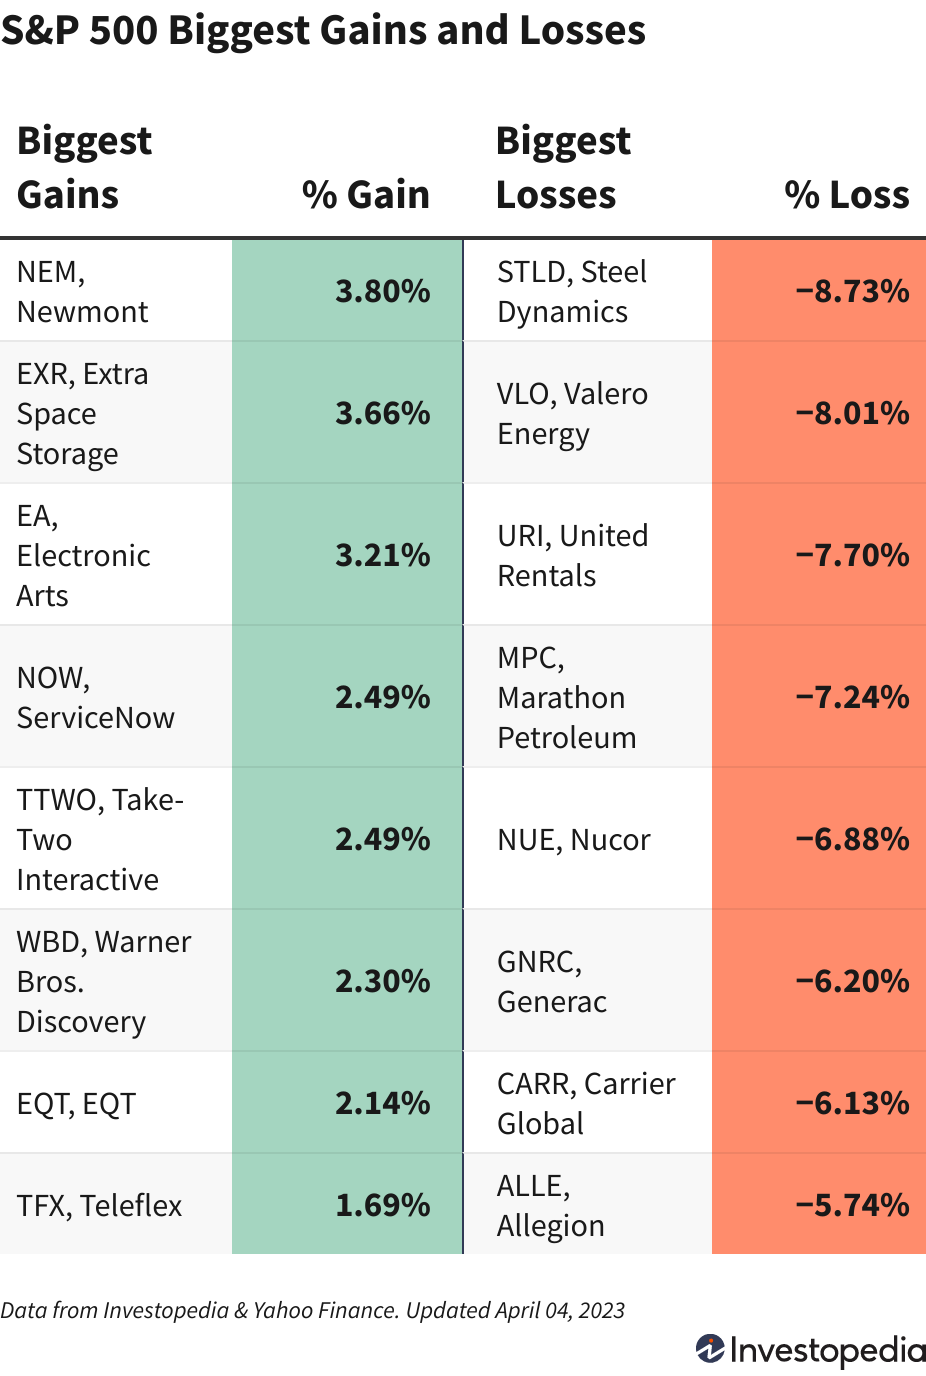 S&P 500 Biggest Gains and Losses
Biggest
Gains
% Gain
Biggest
Losses
% Loss
NEM,
Newmont
3.80%
STLD, Steel
Dynamics
−8.73%
EXR, Extra
Space
Storage
3.66%
VLO, Valero
Energy
−8.01%
EA,
Electronic
Arts
3.21%
URI, United
Rentals
−7.70%
NOW,
ServiceNow
2.49%
MPC,
Marathon
Petroleum
−7.24%
TTWO, Take-
Two
Interactive
2.49%
NUE, Nucor
−6.88%
WBD, Warner
Bros.
Discovery
2.30%
GNRC,
Generac
−6.20%
EQT, EQT
2.14%
CARR, Carrier
Global
−6.13%
TFX, Teleflex
1.69%
ALLE,
Allegion
−5.74%
Data from Investopedia & Yahoo Finance. Updated April 04, 2023
Investopedia